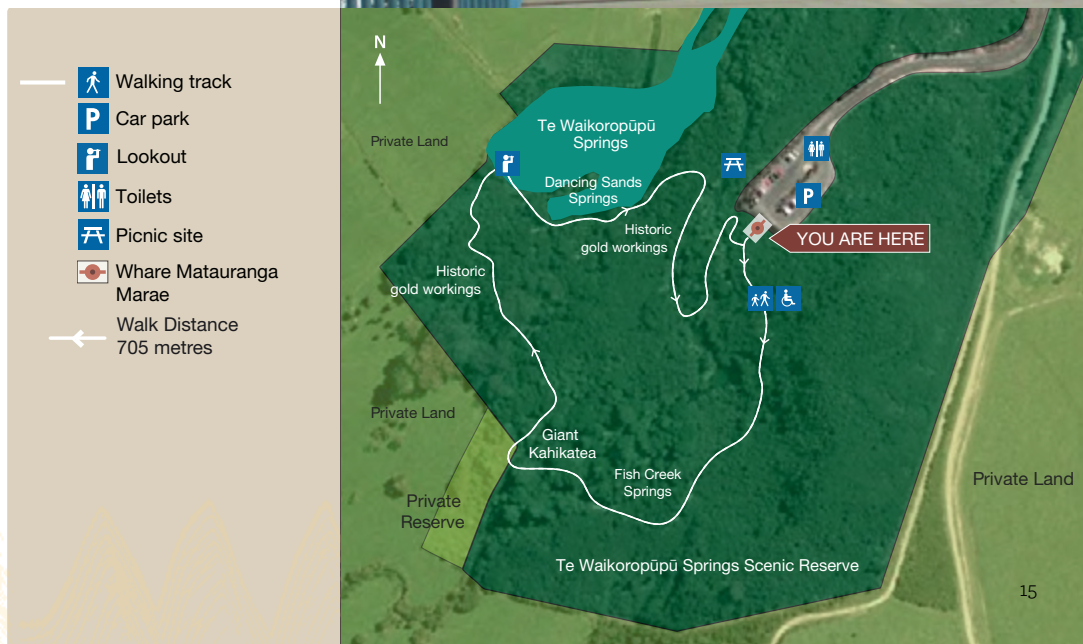 Walking track
P
Car park
Lookout
Toilets
Picnic site
Whare Matauranga
Marae
Walk Distance
705 metres
N
Private Land
Te Waikoropūpū
Springs
Dancing Sands
Springs
P
Historic
gold workings
YOU ARE HERE
Historic
gold workings
Private Land
Giant
Kahikatea
Fish Creek
Springs
Private Land
Private
Reserve
Te Waikoropūpū Springs Scenic Reserve
15